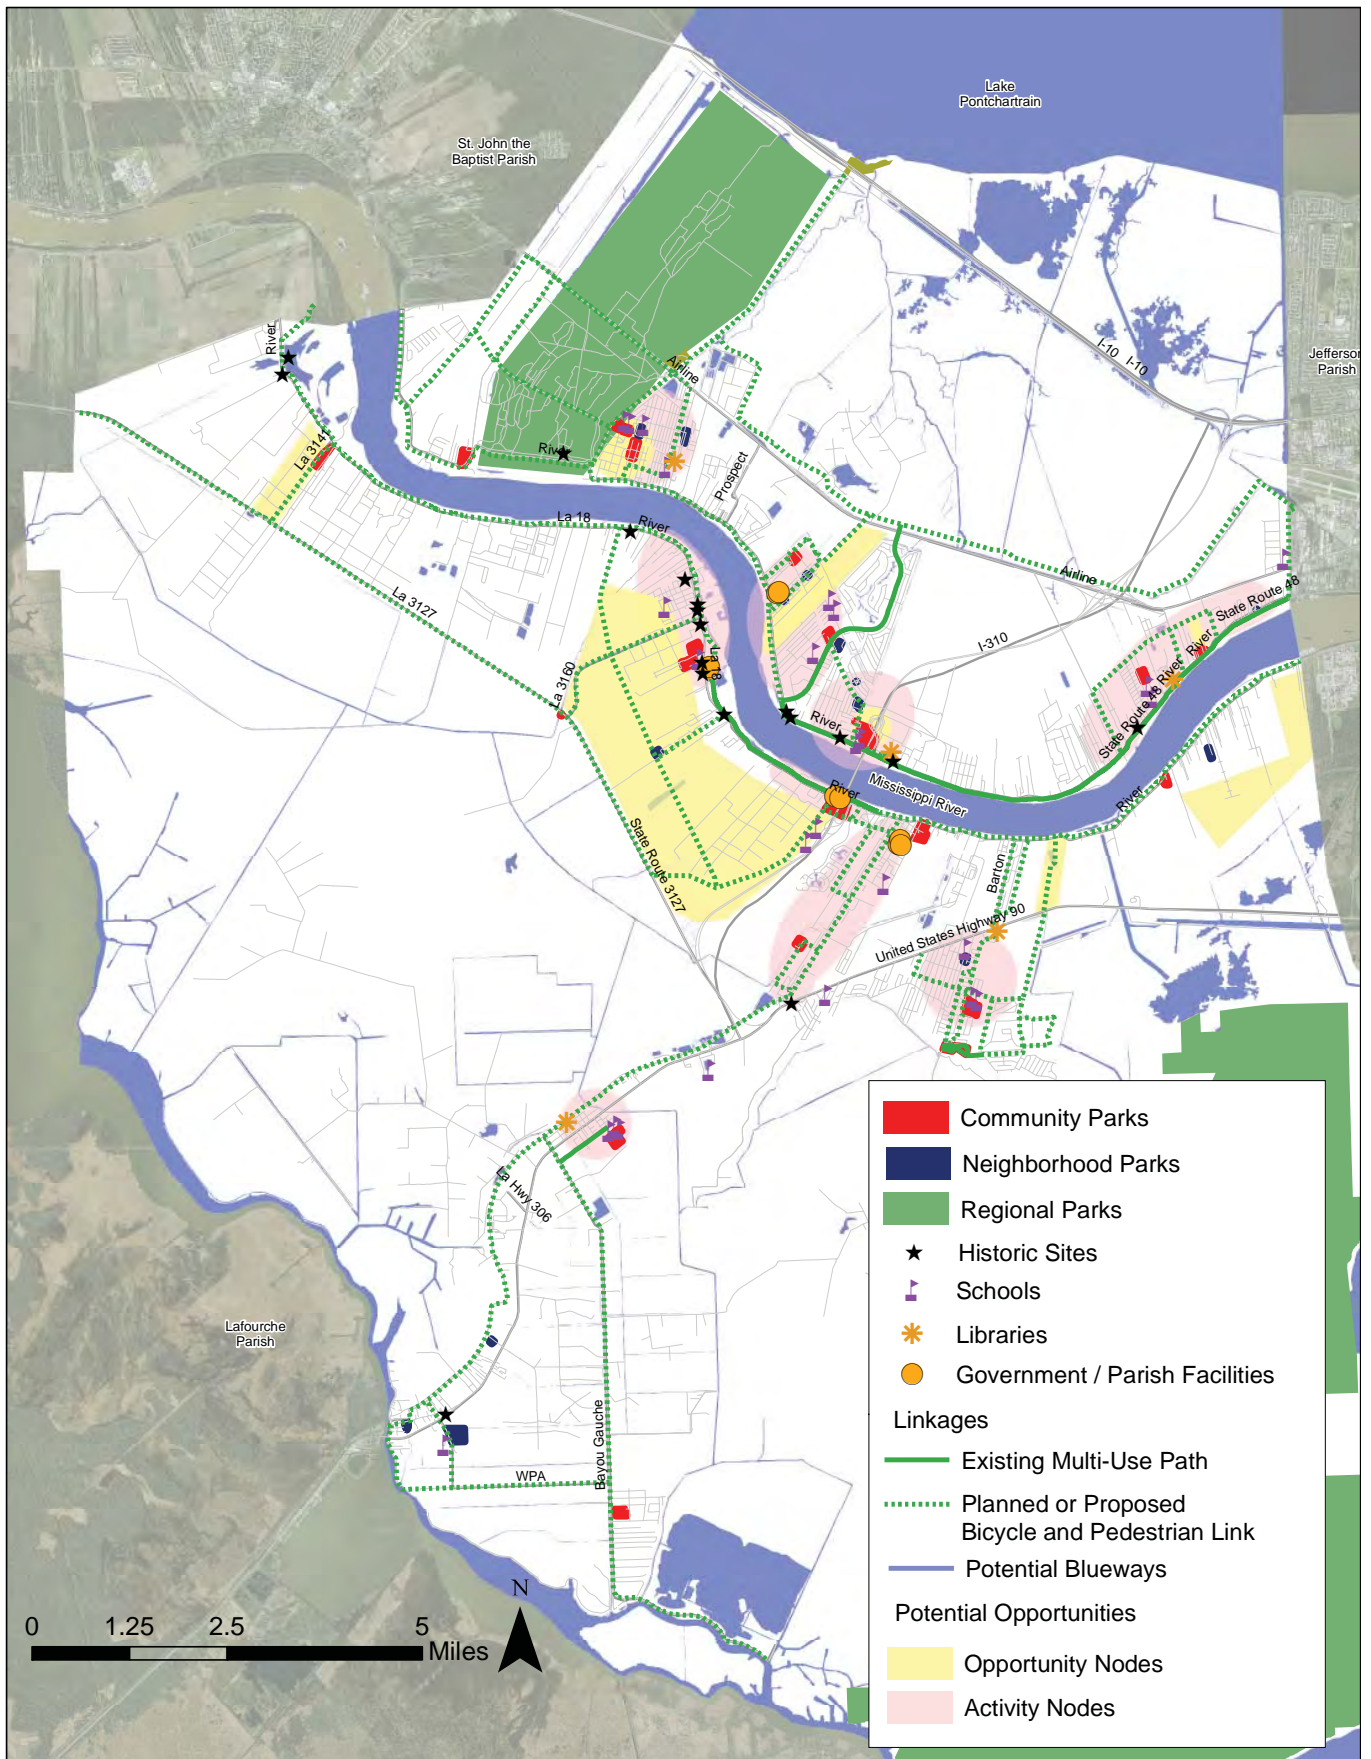 Lake
Pontchartrain
St. John the
Baptist Parish
I-10
I-10
Jefferson
Parish
River
Airline
La 3141
River
Prospect
La 18
River
Airline
La 3127
State Route 48
I-310
River
La 18
La 3160
River
State Route 48
River
River
Mississippi River
River
State Route 3127
Barton
United States Highway 90
La Hwy 306
Lafourche
Parish
Bayou Gauche
WPA
Community Parks
Neighborhood Parks
Regional Parks
Historic Sites
Schools
Libraries
Government / Parish Facilities
Linkages
Existing Multi-Use Path
Planned or Proposed
Bicycle and Pedestrian Link
Potential Blueways
Potential Opportunities
Opportunity Nodes
Activity Nodes
N
0 1.25 2.5 5
Miles